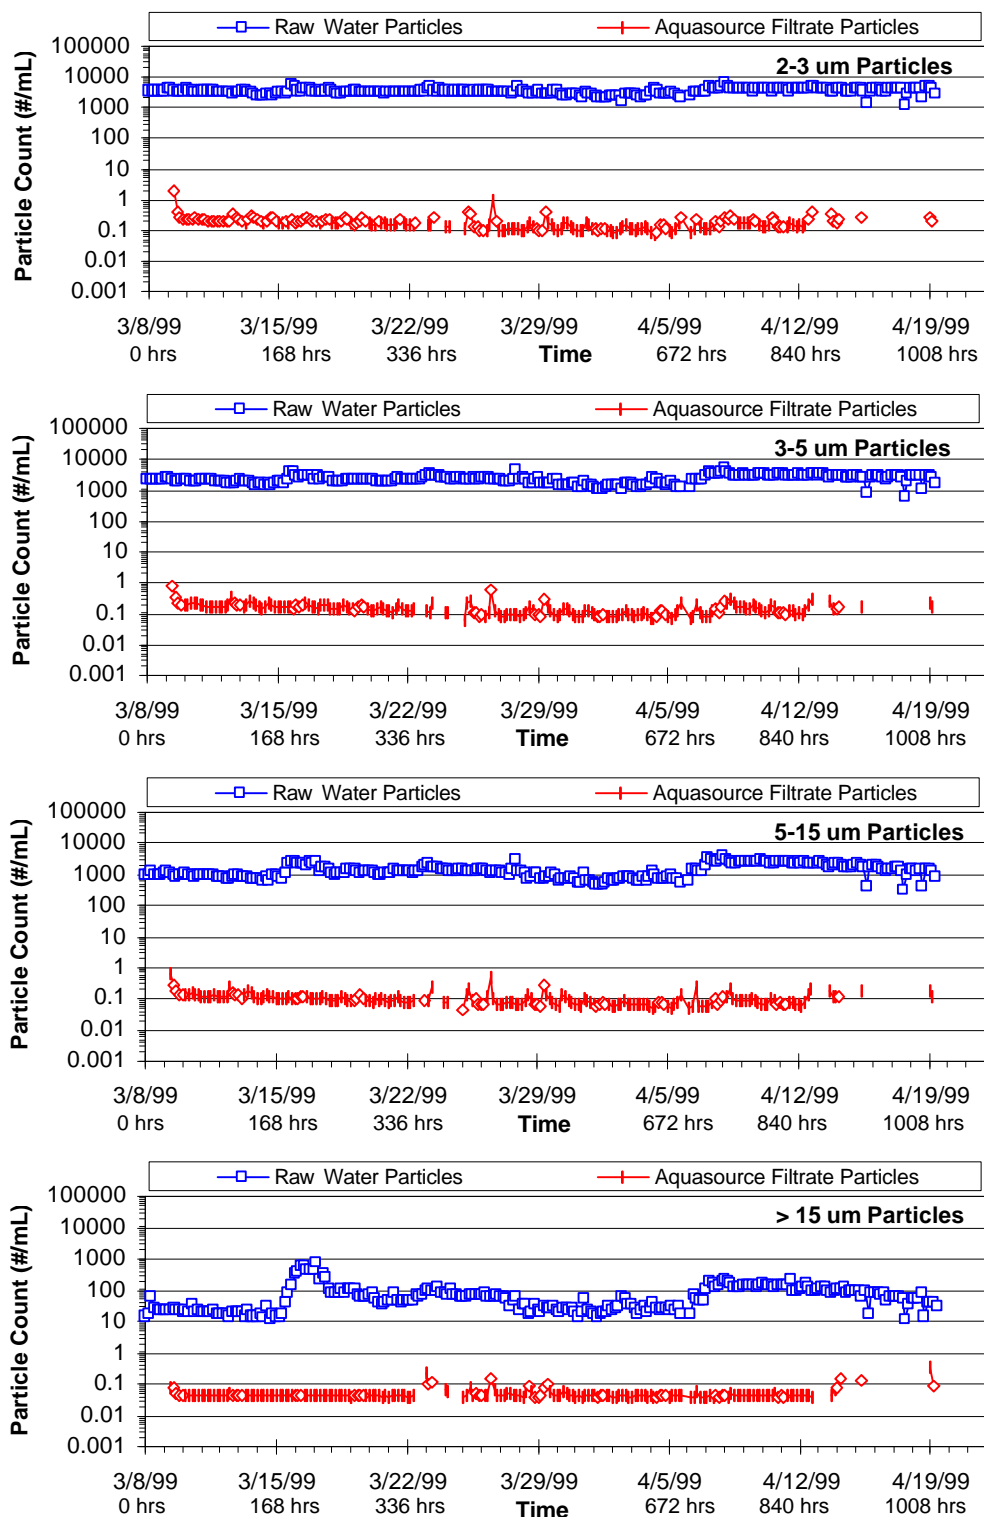 Raw Water Particles Aquasource Filtrate Particles
2-3 um Particles
Particle Count (#/mL)
100000
10000
1000
100
10
1
0.1
0.01
0.001
3/8/99 3/15/99 3/22/99 3/29/99 4/5/99 4/12/99 4/19/99
0 hrs 168 hrs 336 hrs Time 672 hrs 840 hrs 1008 hrs
Raw Water Particles Aquasource Filtrate Particles
3-5 um Particles
Particle Count (#/mL)
100000
10000
1000
100
10
1
0.1
0.01
0.001
3/8/99 3/15/99 3/22/99 3/29/99 4/5/99 4/12/99 4/19/99
0 hrs 168 hrs 336 hrs Time 672 hrs 840 hrs 1008 hrs
Raw Water Particles Aquasource Filtrate Particles
5-15 um Particles
Particle Count (#/mL)
100000
10000
1000
100
10
1
0.1
0.01
0.001
3/8/99 3/15/99 3/22/99 3/29/99 4/5/99 4/12/99 4/19/99
0 hrs 168 hrs 336 hrs Time 672 hrs 840 hrs 1008 hrs
Raw Water Particles Aquasource Filtrate Particles
> 15 um Particles
Particle Count (#/mL)
100000
10000
1000
100
10
1
0.1
0.01
0.001
3/8/99 3/15/99 3/22/99 3/29/99 4/5/99 4/12/99 4/19/99
0 hrs 168 hrs 336 hrs Time 672 hrs 840 hrs 1008 hrs